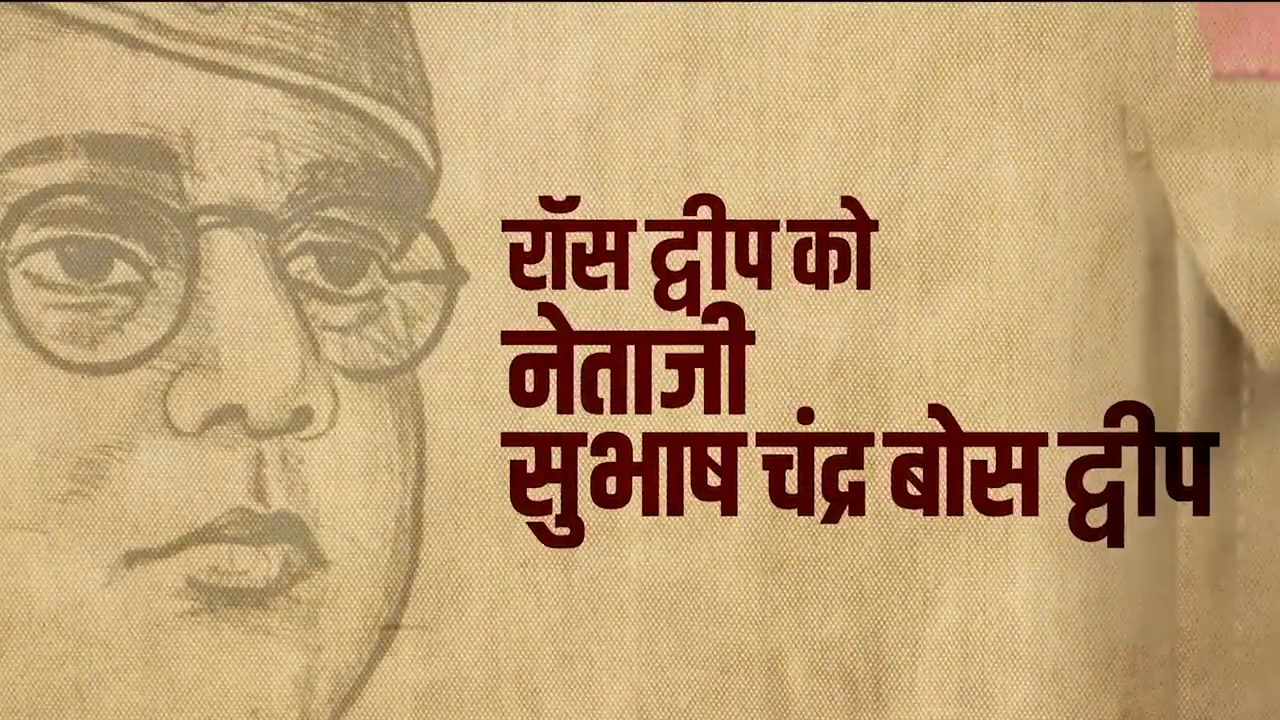 रॉस द्वीप को
नेताजी
सुभाष चंद्र बोस द्वीप